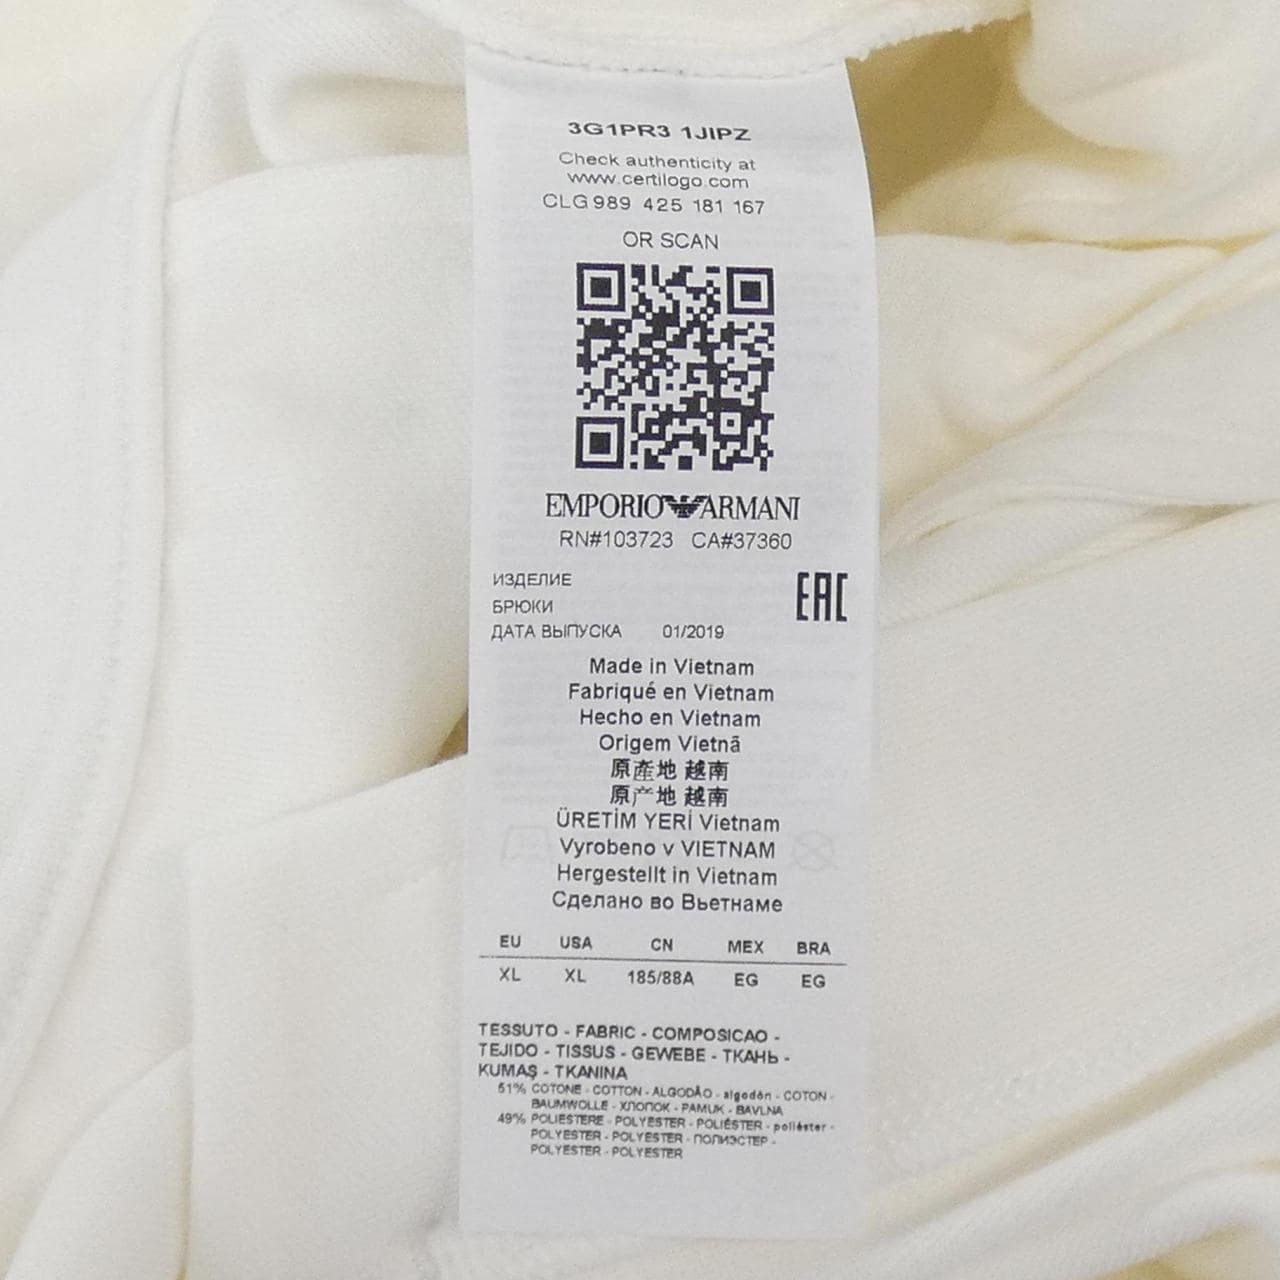 3G1PR3 1JIPZ
Check authenticity at
www.certilogo.com
CLG 989 425 181 167
OR SCAN
EMPORIO ARMANI
RN#103723 CA#37360
ИЗДЕЛИЕ
EAC
БРЮКИ
ДАТА ВЫПУСКА 01/2019
Made in Vietnam
Fabriqué en Vietnam
Hecho en Vietnam
Origem Vietnã
原產地 越南
原产地 越南
ÜRETİM YERİ Vietnam
Vyrobeno v VIETNAM
Hergestellt in Vietnam
Сделано во Вьетнаме
EU USA CN MEX BRA
XL XL 185/88A EG EG
TESSUTO - FABRIC - COMPOSICAO -
TEJIDO - TISSUS - GEWEBE - ТКАНЬ -
KUMAŞ - TKANINA
51% COTONE - COTTON - ALGODÃO - algodón - COTON -
BAUMWOLLE - ХЛОПОК - PAMUK - BAVLNA
49% POLIESTERE - POLYESTER - POLIÉSTER - poliéster -
POLYESTER - POLYESTER - ПОЛИЭСТЕР -
POLYESTER - POLYESTER